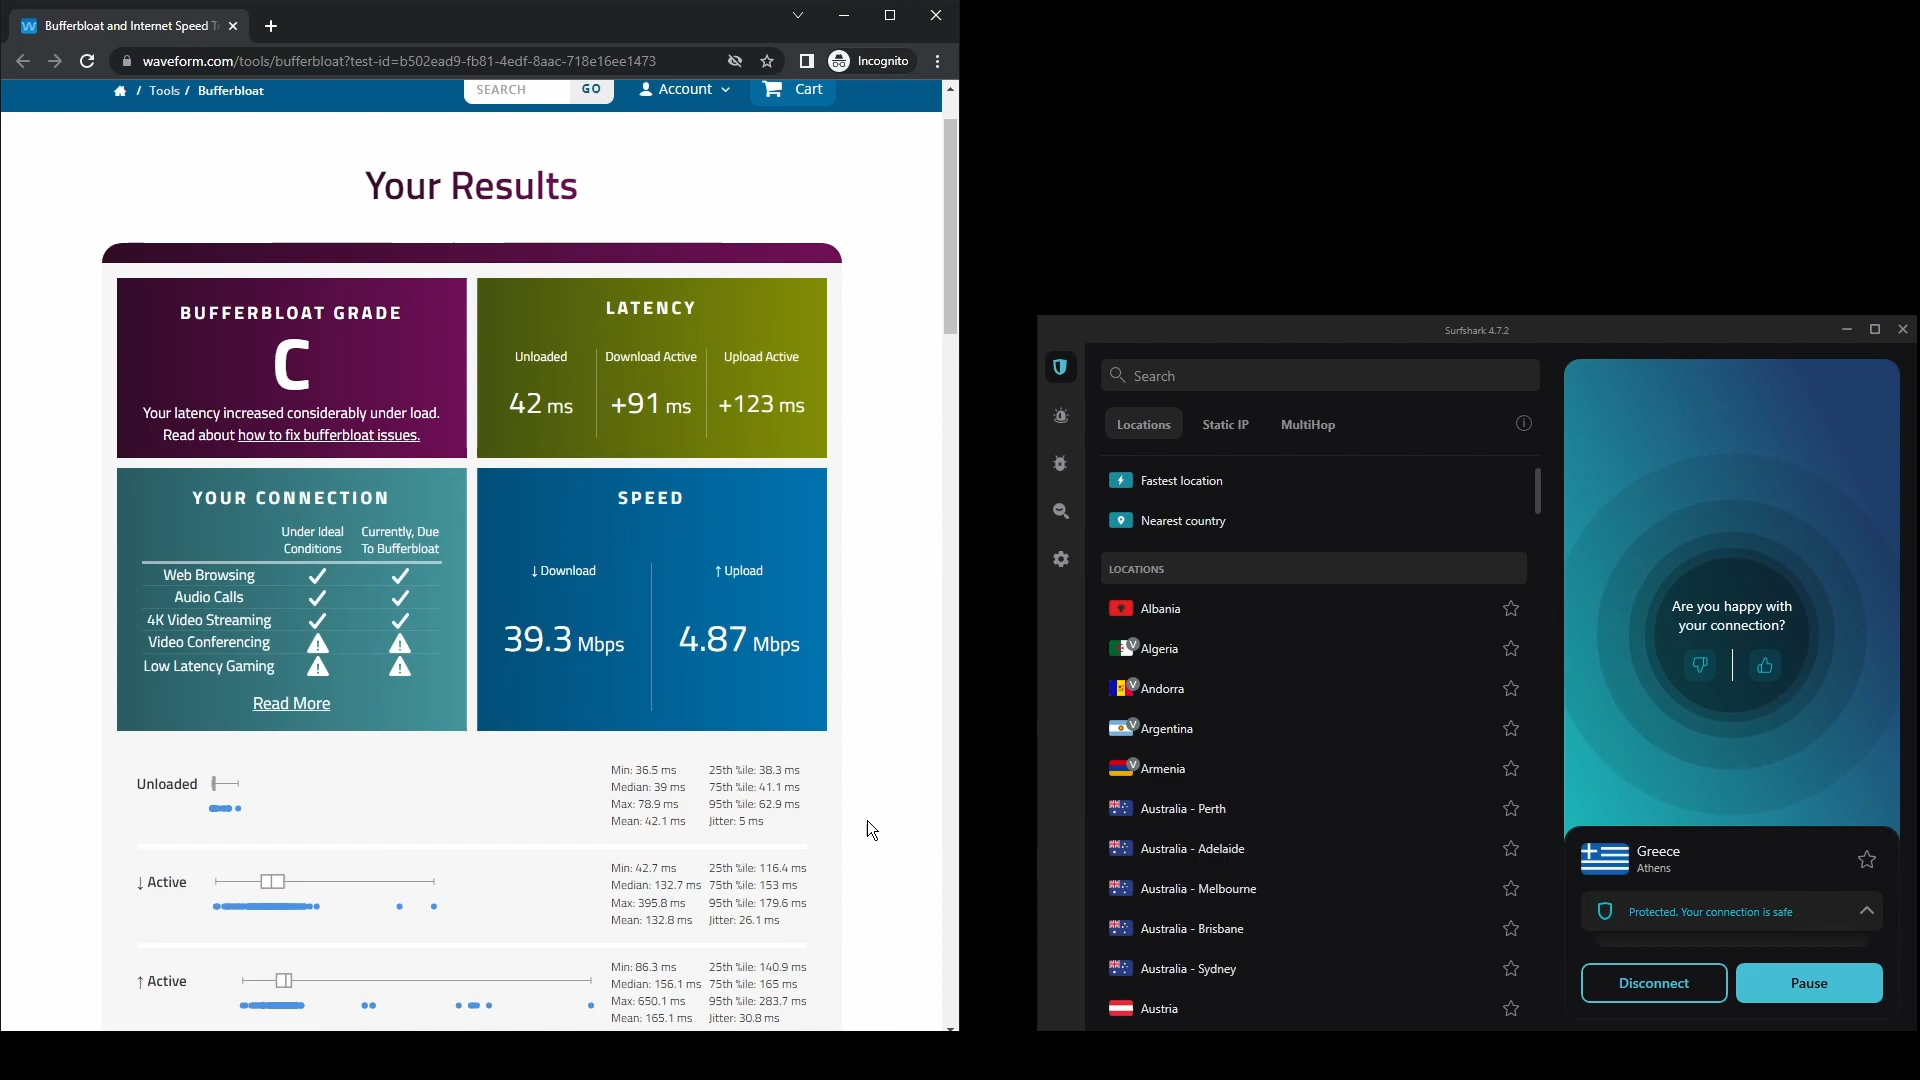 Bufferbloat and Internet Speed T
waveform.com/tools/bufferbloat?test-id=b502ead9-fb81-4edf-8aac-718e16ee1473
Incognito
/ Tools / Bufferbloat
SEARCH
GO
Account
Cart
Your Results
BUFFERBLOAT GRADE
C
Your latency increased considerably under load.
Read about how to fix bufferbloat issues.
LATENCY
Unloaded
Download Active
Upload Active
42 ms
+91 ms
+123 ms
YOUR CONNECTION
Under Ideal
Conditions
Currently, Due
To Bufferbloat
Web Browsing
Audio Calls
4K Video Streaming
Video Conferencing
Low Latency Gaming
Read More
SPEED
↓ Download
↑ Upload
39.3 Mbps
4.87 Mbps
Unloaded
Min: 36.5 ms 25th %ile: 38.3 ms
Median: 39 ms 75th %ile: 41.1 ms
Max: 78.9 ms 95th %ile: 62.9 ms
Mean: 42.1 ms Jitter: 5 ms
↓ Active
Min: 42.7 ms 25th %ile: 116.4 ms
Median: 132.7 ms 75th %ile: 153 ms
Max: 395.8 ms 95th %ile: 179.6 ms
Mean: 132.8 ms Jitter: 26.1 ms
↑ Active
Min: 86.3 ms 25th %ile: 140.9 ms
Median: 156.1 ms 75th %ile: 165 ms
Max: 650.1 ms 95th %ile: 283.7 ms
Mean: 165.1 ms Jitter: 30.8 ms
Surfshark 4.7.2
Search
Locations
Static IP
MultiHop
Fastest location
Nearest country
LOCATIONS
Albania
V
Algeria
V
Andorra
V
Argentina
V
Armenia
Australia - Perth
Australia - Adelaide
Australia - Melbourne
Australia - Brisbane
Australia - Sydney
Austria
Are you happy with
your connection?
Greece
Athens
Protected. Your connection is safe
Disconnect
Pause